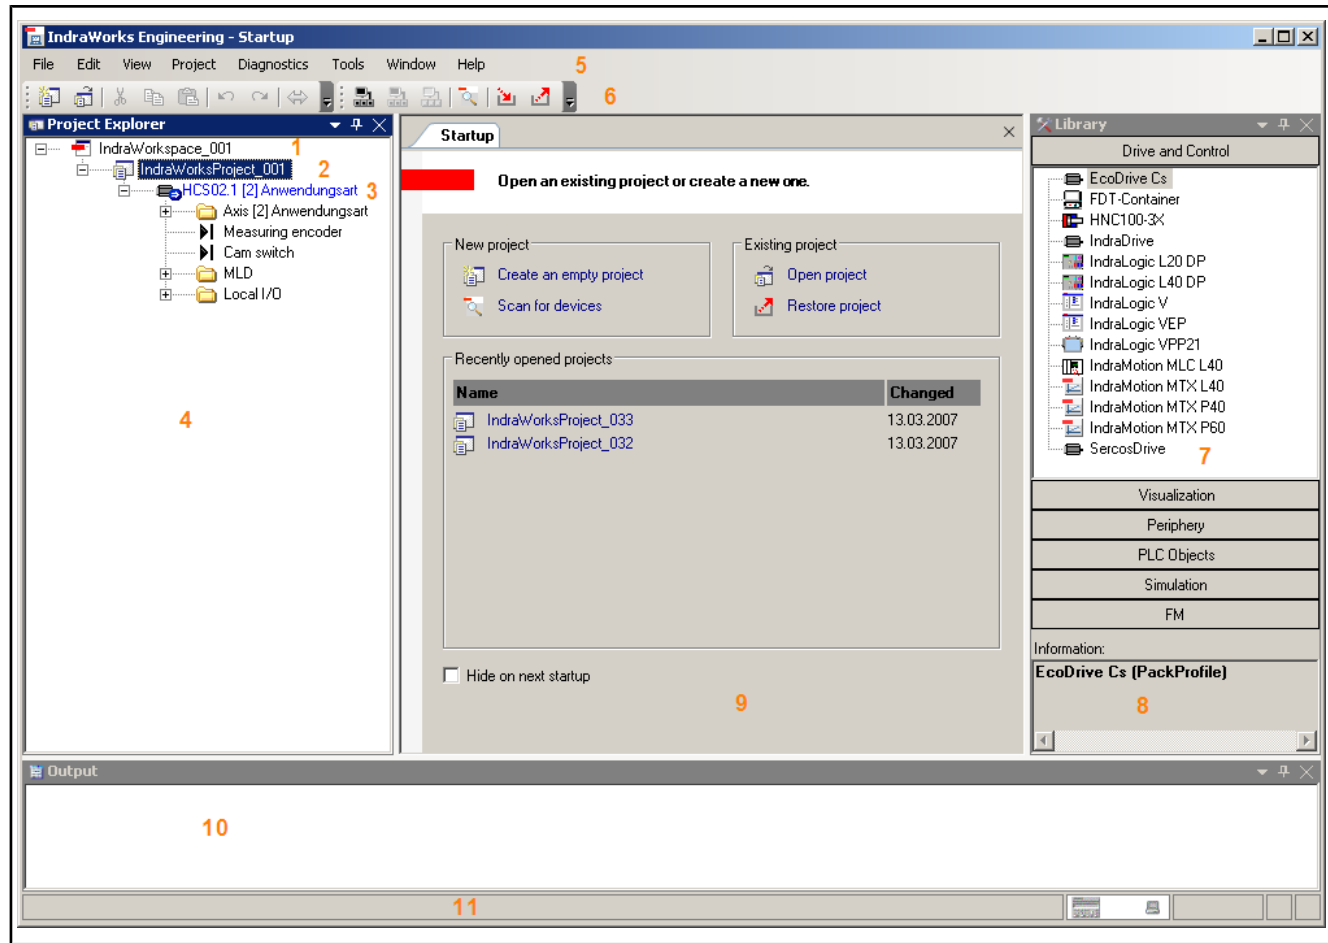 IndraWorks Engineering - Startup
File Edit View Project Diagnostics Tools Window Help 5
6
Project Explorer
IndraWorkspace_001 1
IndraWorksProject_001 2
HCS02.1 [2] Anwendungsart 3
Axis [2] Anwendungsart
Measuring encoder
Cam switch
MLD
Local I/O
4
Startup
Open an existing project or create a new one.
New project
Create an empty project
Scan for devices
Existing project
Open project
Restore project
Recently opened projects
Name Changed
IndraWorksProject_033 13.03.2007
IndraWorksProject_032 13.03.2007
Hide on next startup
9
Library
Drive and Control
EcoDrive Cs
FDT-Container
HNC100-3X
IndraDrive
IndraLogic L20 DP
IndraLogic L40 DP
IndraLogic V
IndraLogic VEP
IndraLogic VPP21
IndraMotion MLC L40
IndraMotion MTX L40
IndraMotion MTX P40
IndraMotion MTX P60
SercosDrive
7
Visualization
Periphery
PLC Objects
Simulation
FM
Information:
EcoDrive Cs (PackProfile)
8
Output
10
11